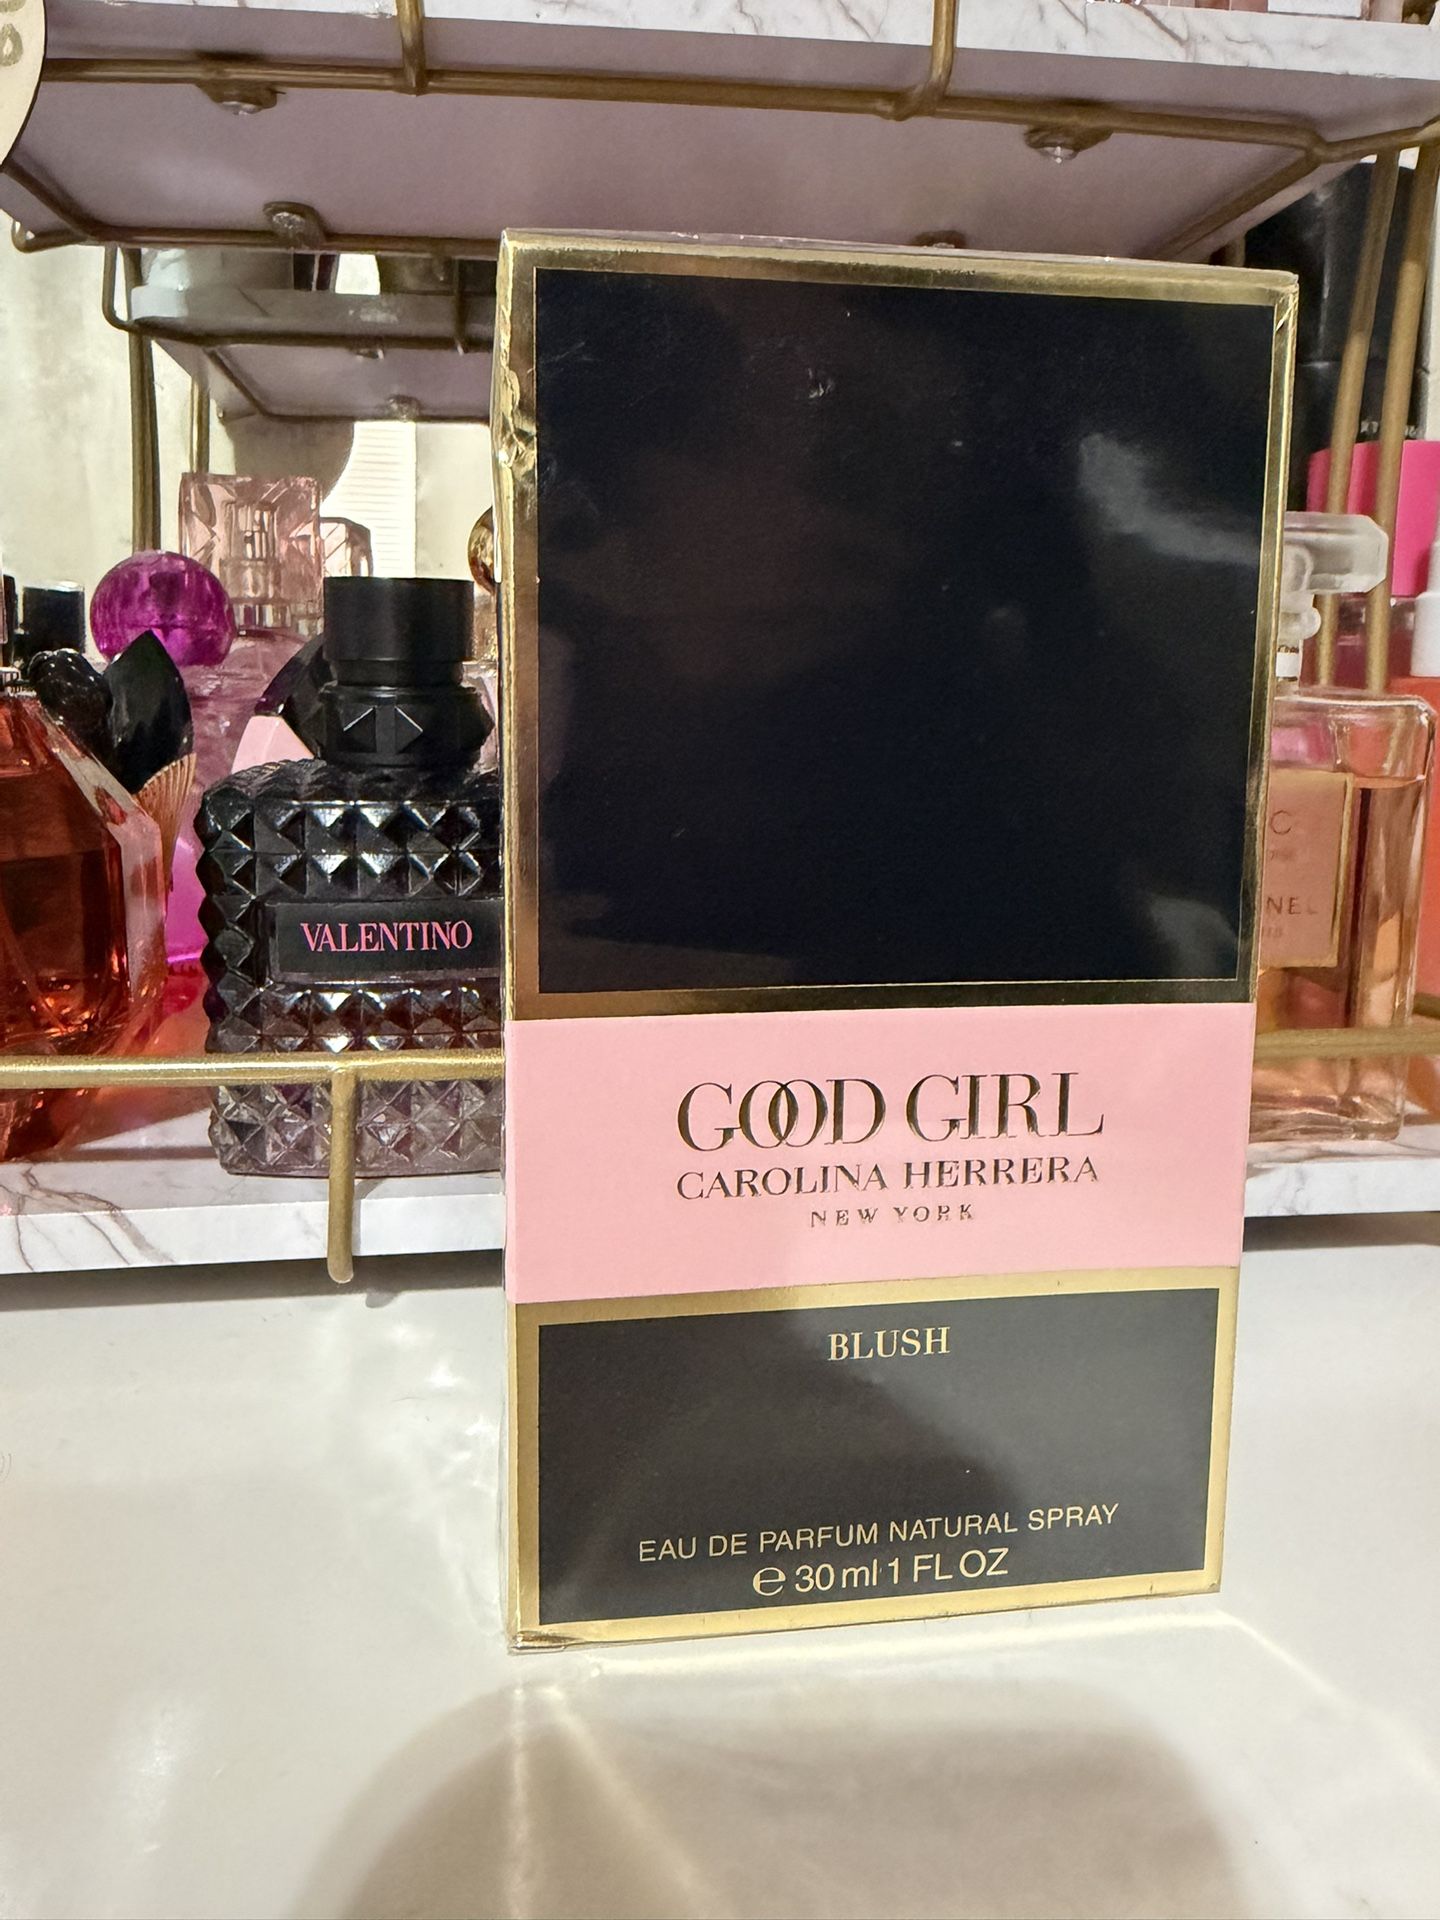 VALENTINO
GOOD GIRL
CAROLINA HERRERA
NEW YORK
BLUSH
EAU DE PARFUM NATURAL SPRAY
℮ 30 ml 1 FL OZ